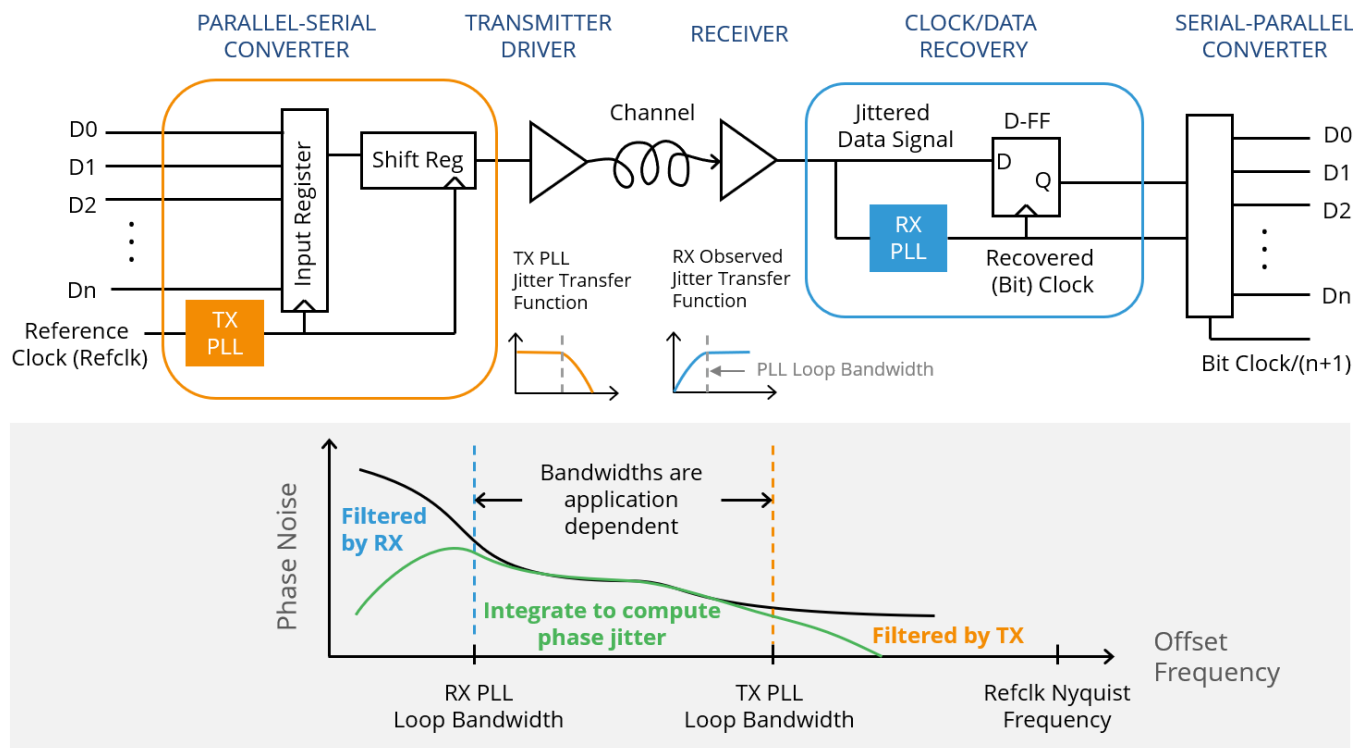 PARALLEL-SERIAL
CONVERTER
TRANSMITTER
DRIVER
RECEIVER
CLOCK/DATA
RECOVERY
SERIAL-PARALLEL
CONVERTER
D0
D1
D2
Dn
Reference
Clock (Refclk)
TX
PLL
Input Register
Shift Reg
Channel
TX PLL
Jitter Transfer
Function
RX Observed
Jitter Transfer
Function
PLL Loop Bandwidth
Jittered
Data Signal
D-FF
D
Q
RX
PLL
Recovered
(Bit) Clock
D0
D1
D2
Dn
Bit Clock/(n+1)
Phase Noise
Filtered
by RX
Bandwidths are
application
dependent
Integrate to compute
phase jitter
Filtered by TX
Offset
Frequency
RX PLL
Loop Bandwidth
TX PLL
Loop Bandwidth
Refclk Nyquist
Frequency